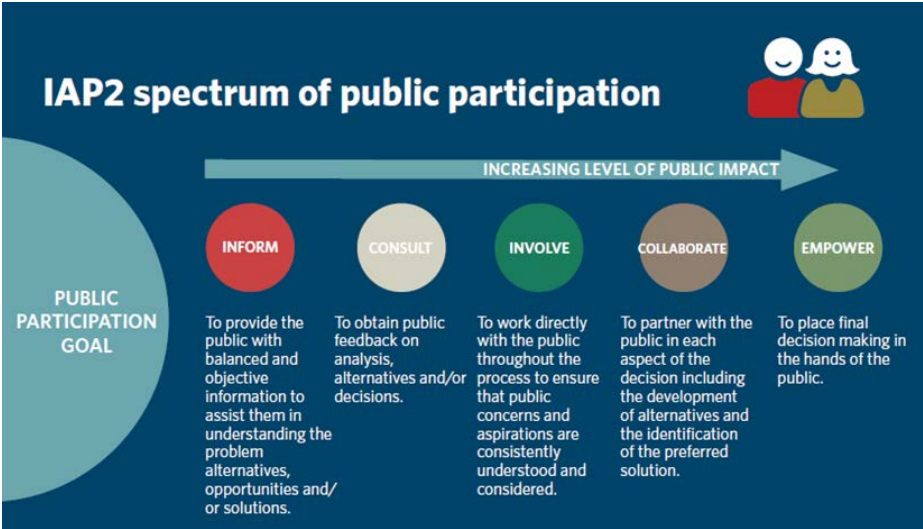 IAP2 spectrum of public participation
INCREASING LEVEL OF PUBLIC IMPACT
PUBLIC
PARTICIPATION
GOAL
INFORM
To provide the
public with
balanced and
objective
information to
assist them in
understanding the
problem
alternatives,
opportunities and/
or solutions.
CONSULT
To obtain public
feedback on
analysis,
alternatives and/or
decisions.
INVOLVE
To work directly
with the public
throughout the
process to ensure
that public
concerns and
aspirations are
consistently
understood and
considered.
COLLABORATE
To partner with the
public in each
aspect of the
decision including
the development
of alternatives and
the identification
of the preferred
solution.
EMPOWER
To place final
decision making in
the hands of the
public.